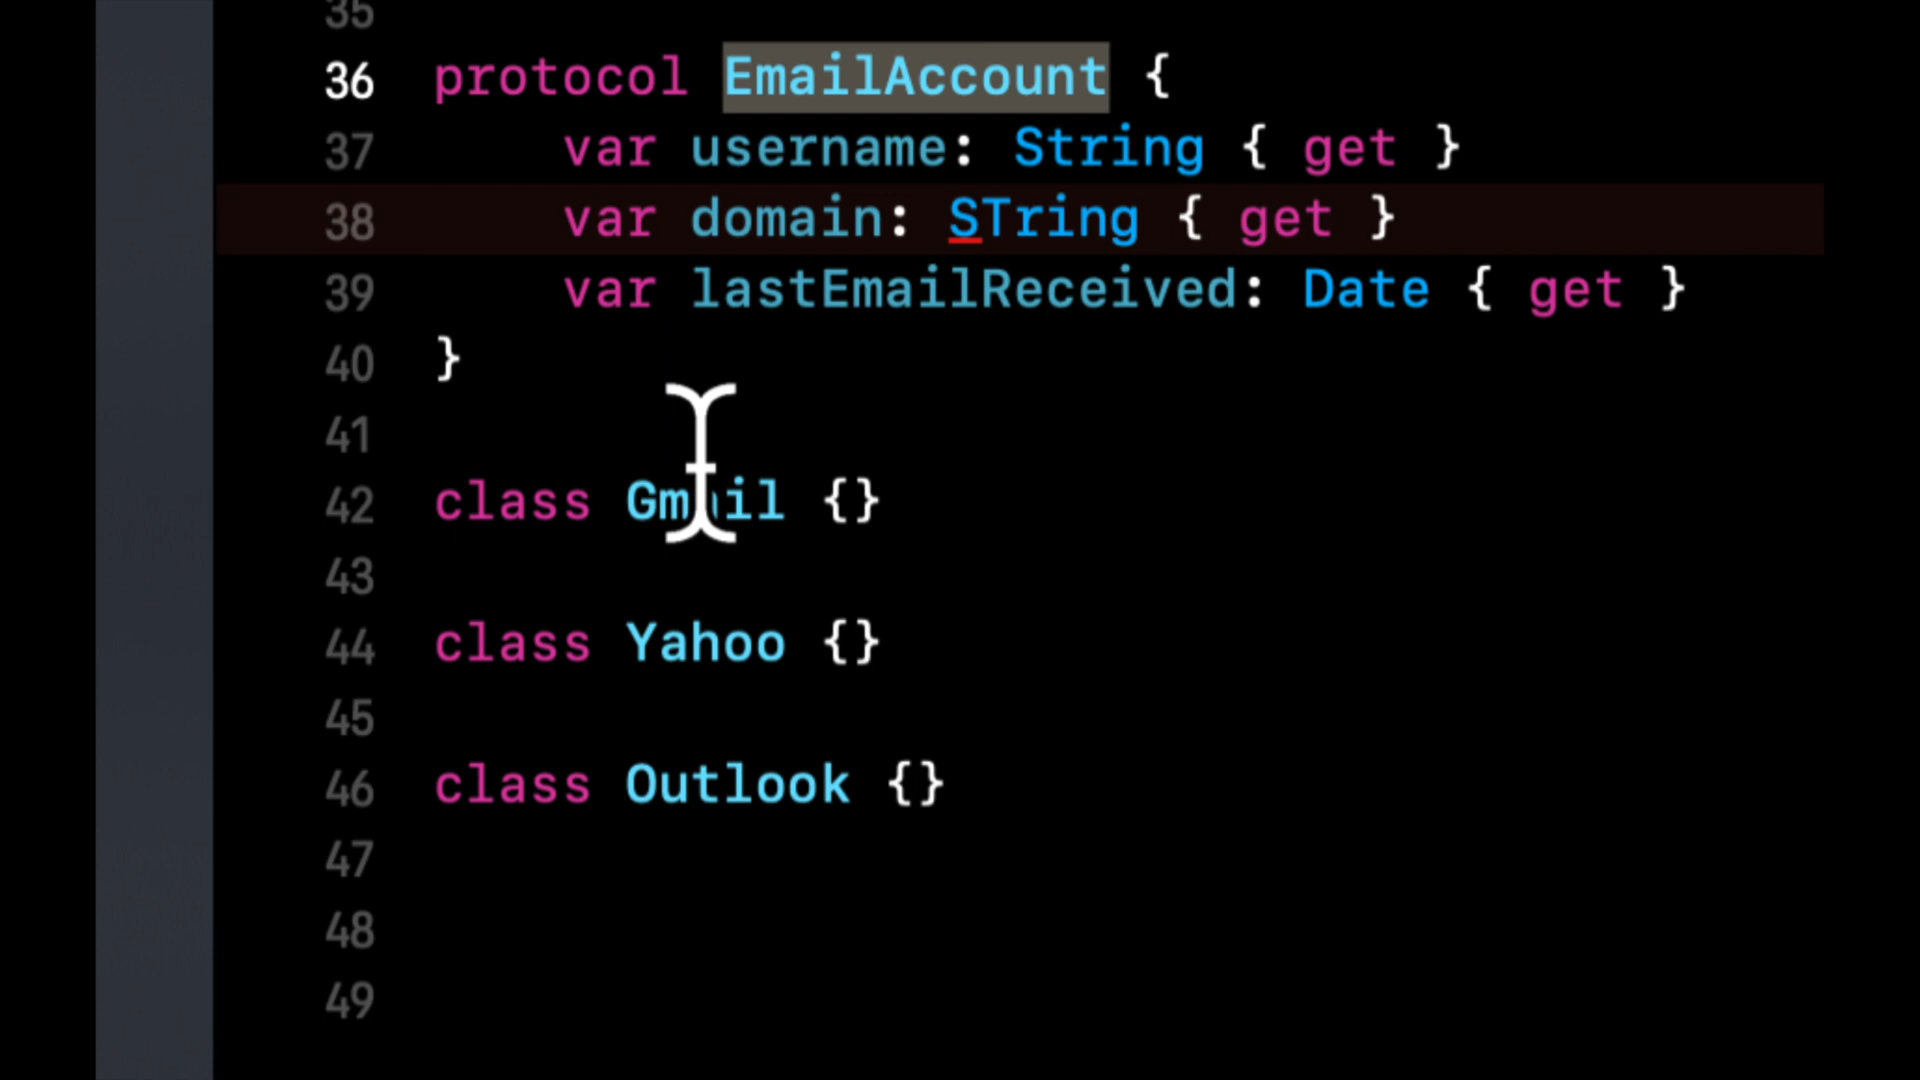 35
36 protocol EmailAccount {
37 var username: String { get }
38 var domain: STring { get }
39 var lastEmailReceived: Date { get }
40 }
41
42 class Gmail {}
43
44 class Yahoo {}
45
46 class Outlook {}
47
48
49